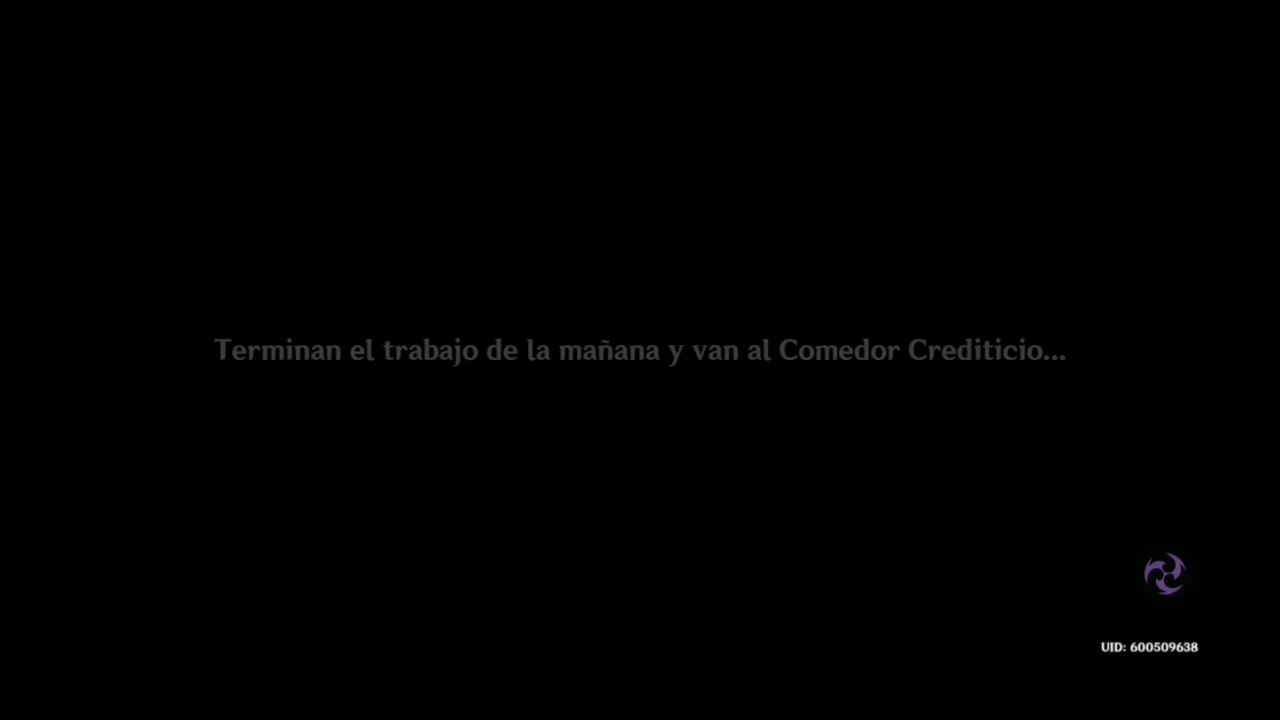 Terminan el trabajo de la mañana y van al Comedor Crediticio...
UID: 600509638